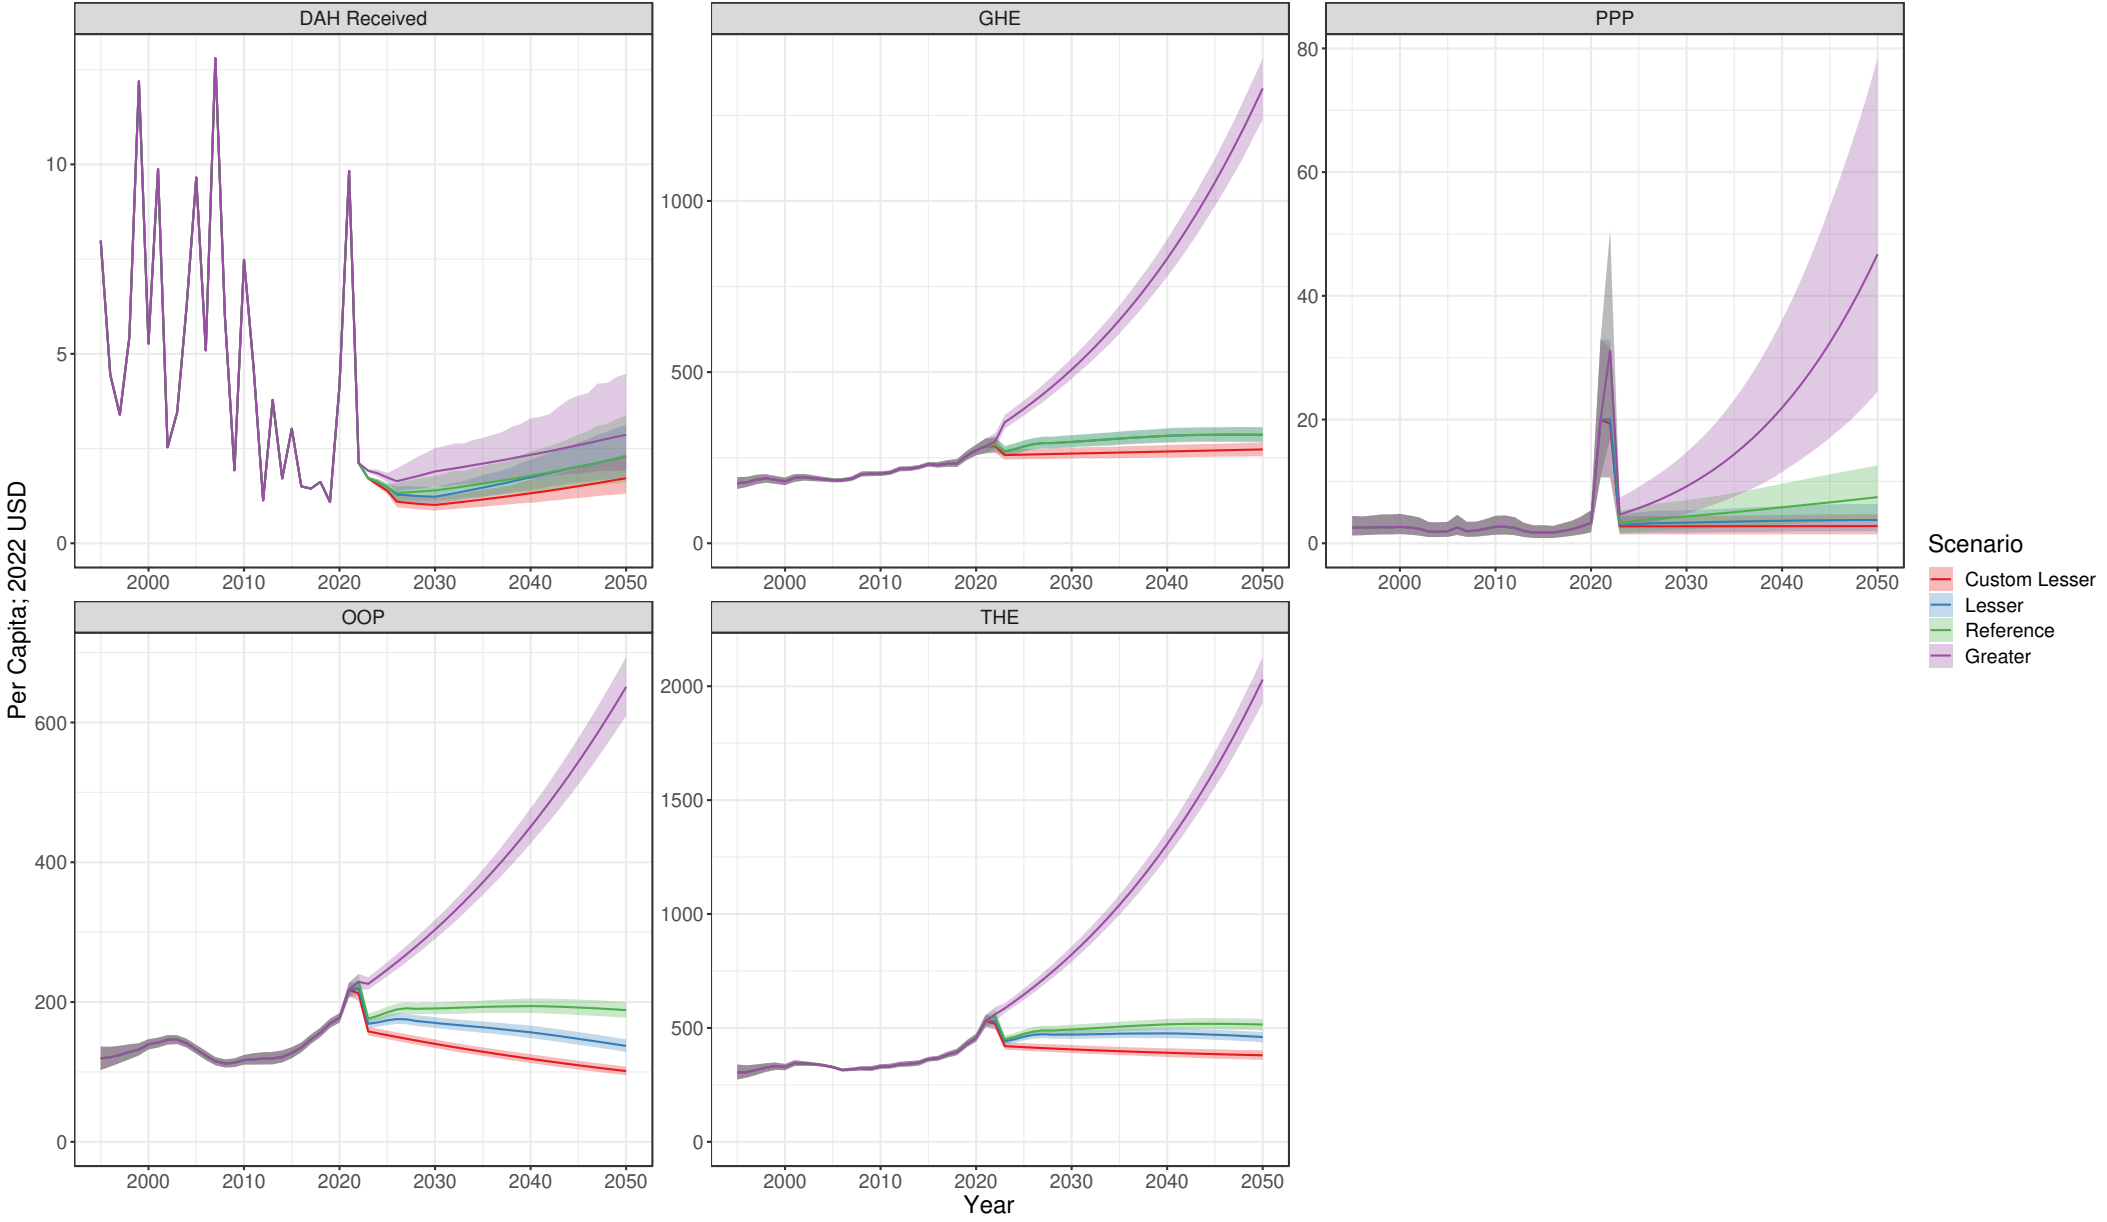 DAH Received
GHE
PPP
10
5
0
2000 2010 2020 2030 2040 2050
1000
500
0
2000 2010 2020 2030 2040 2050
80
60
40
20
0
2000 2010 2020 2030 2040 2050
OOP
THE
600
400
200
0
2000 2010 2020 2030 2040 2050
2000
1500
1000
500
0
2000 2010 2020 2030 2040 2050
Per Capita; 2022 USD
Year
Scenario
Custom Lesser
Lesser
Reference
Greater